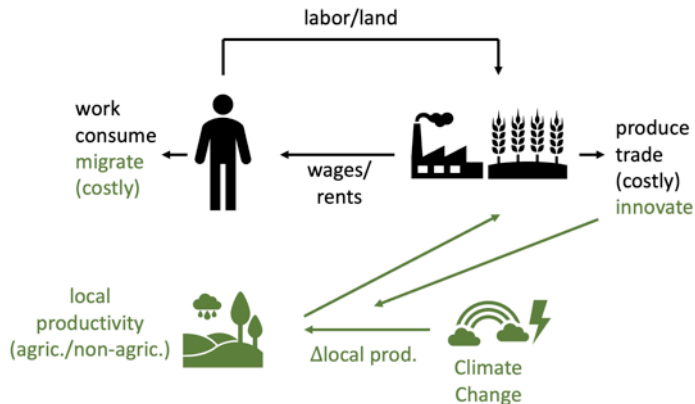 labor/land
work
consume
migrate
(costly)
wages/
rents
produce
trade
(costly)
innovate
local
productivity
(agric./non-agric.)
Δlocal prod.
Climate
Change